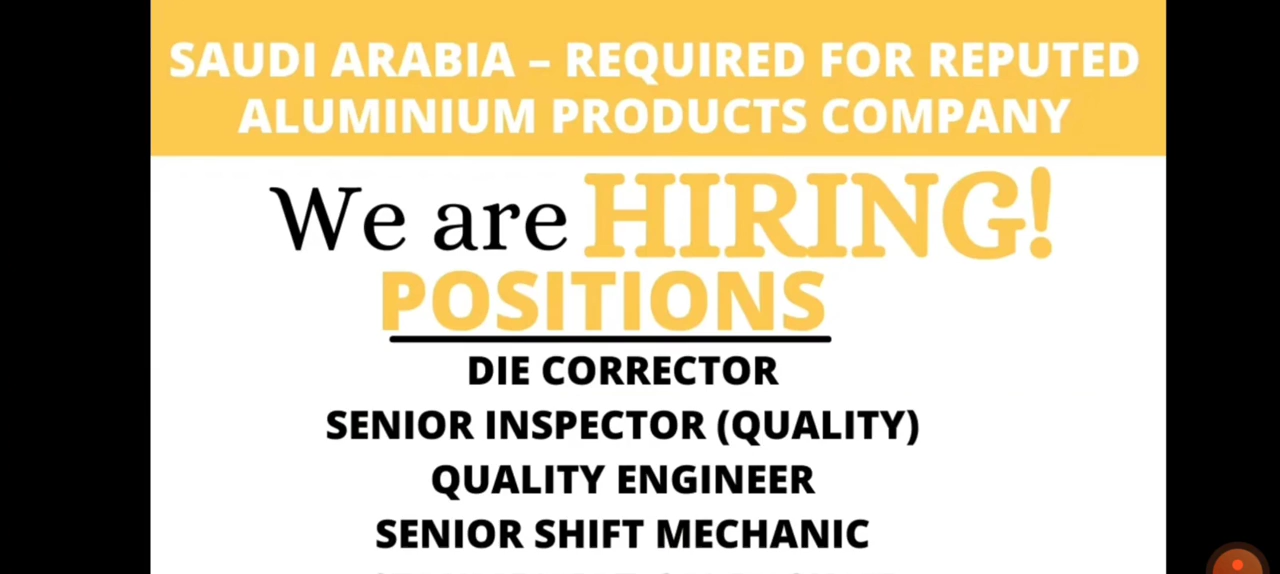 SAUDI ARABIA – REQUIRED FOR REPUTED
ALUMINIUM PRODUCTS COMPANY
We are HIRING!
POSITIONS
DIE CORRECTOR
SENIOR INSPECTOR (QUALITY)
QUALITY ENGINEER
SENIOR SHIFT MECHANIC